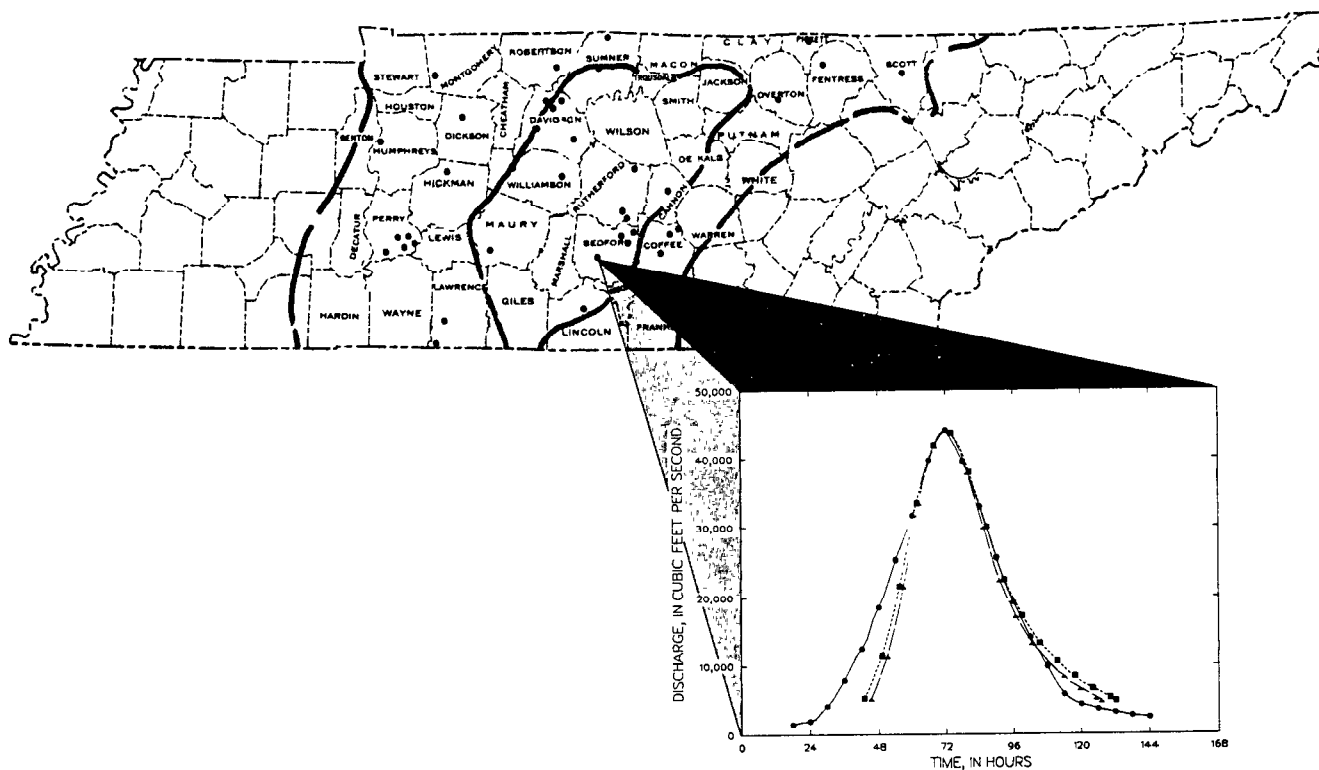 CLAY
PICKETT
ROBERTSON
SUMNER
MACON
SCOTT
STEWART
MONTGOMERY
TROUSDALE
JACKSON
FENTRESS
HOUSTON
CHEATHAM
SMITH
OVERTON
DAVIDSON
WILSON
BENTON
DICKSON
PUTNAM
HUMPHREYS
DE KALB
HICKMAN
WILLIAMSON
RUTHERFORD
WHITE
CANNON
PERRY
MAURY
DECATUR
LEWIS
MARSHALL
BEDFORD
COFFEE
WARREN
LAWRENCE
GILES
HARDIN
WAYNE
LINCOLN
FRANK
50,000
40,000
30,000
20,000
10,000
0
DISCHARGE, IN CUBIC FEET PER SECOND
0 24 48 72 96 120 144 168
TIME, IN HOURS